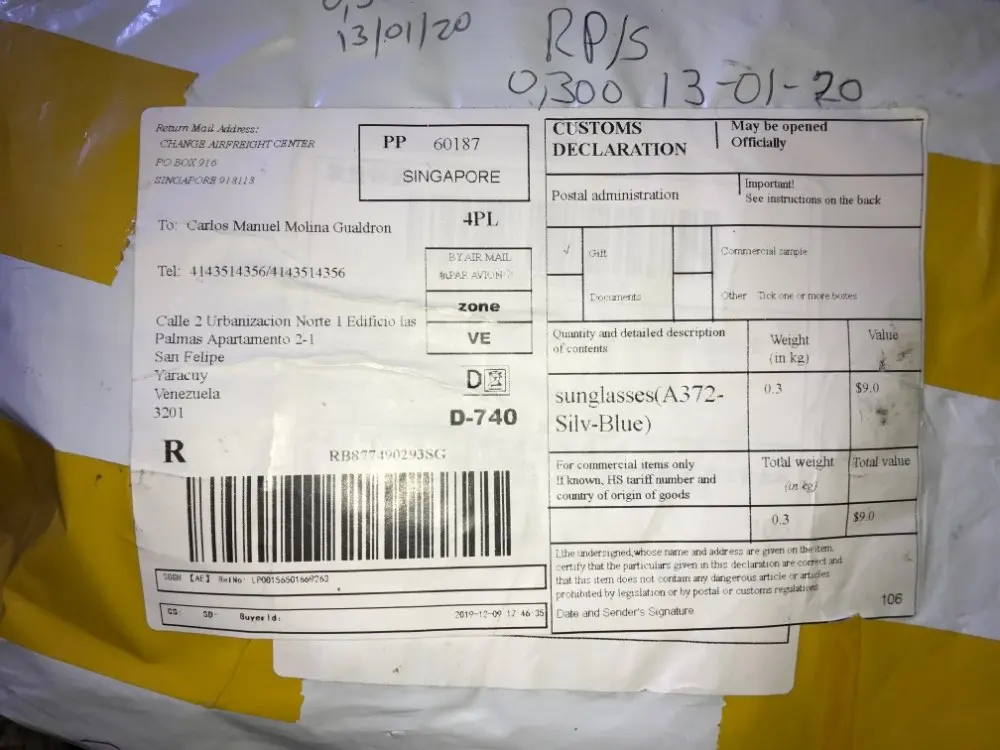 13/01/20
RP/S
0,300 13-01-20
Return Mail Address:
CHANGE AIRFREIGHT CENTER
PO BOX 916
SINGAPORE 918113
PP 60187
SINGAPORE
4PL
To: Carlos Manuel Molina Gualdron
Tel: 4143514356/4143514356
BY AIR MAIL
PAR AVION
zone
VE
Calle 2 Urbanizacion Norte 1 Edificio las
Palmas Apartamento 2-1
San Felipe
Yaracuy
Venezuela
3201
D
D-740
R
RB877490293SG
[AE] RefNo: LP00156501669263
GS: SD- Buyer Id: 2019-12-09 17:46:35
CUSTOMS
DECLARATION
May be opened
Officially
Postal administration
Important!
See instructions on the back
√ Gift
Commercial sample
Documents
Other Tick one or more boxes
Quantity and detailed description
of contents
Weight
(in kg)
Value
sunglasses(A372-
Silv-Blue)
0.3
$9.0
For commercial items only
If known, HS tariff number and
country of origin of goods
Total weight
(in kg)
Total value
0.3
$9.0
I,the undersigned,whose name and address are given on the item,
certify that the particulars given in this declaration are correct and
that this item does not contain any dangerous article or articles
prohibited by legislation or by postal or customs regulations
Date and Sender's Signature
106